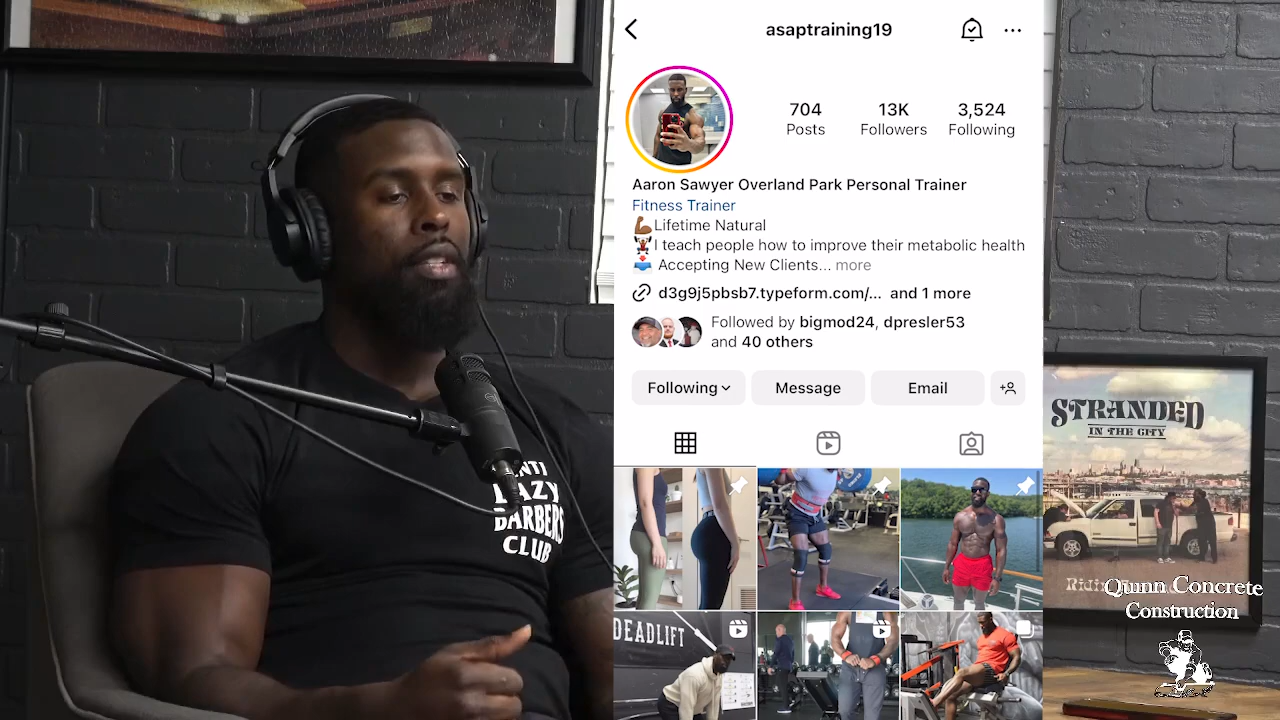 asaptraining19
704
Posts
13K
Followers
3,524
Following
Aaron Sawyer Overland Park Personal Trainer
Fitness Trainer
Lifetime Natural
I teach people how to improve their metabolic health
Accepting New Clients... more
d3g9j5pbsb7.typeform.com/... and 1 more
Followed by bigmod24, dpresler53
and 40 others
Following
Message
Email
LAZY
BARBERS
CLUB
STRANDED
IN THE CITY
Quinn Concrete
Construction
DEADLIFT